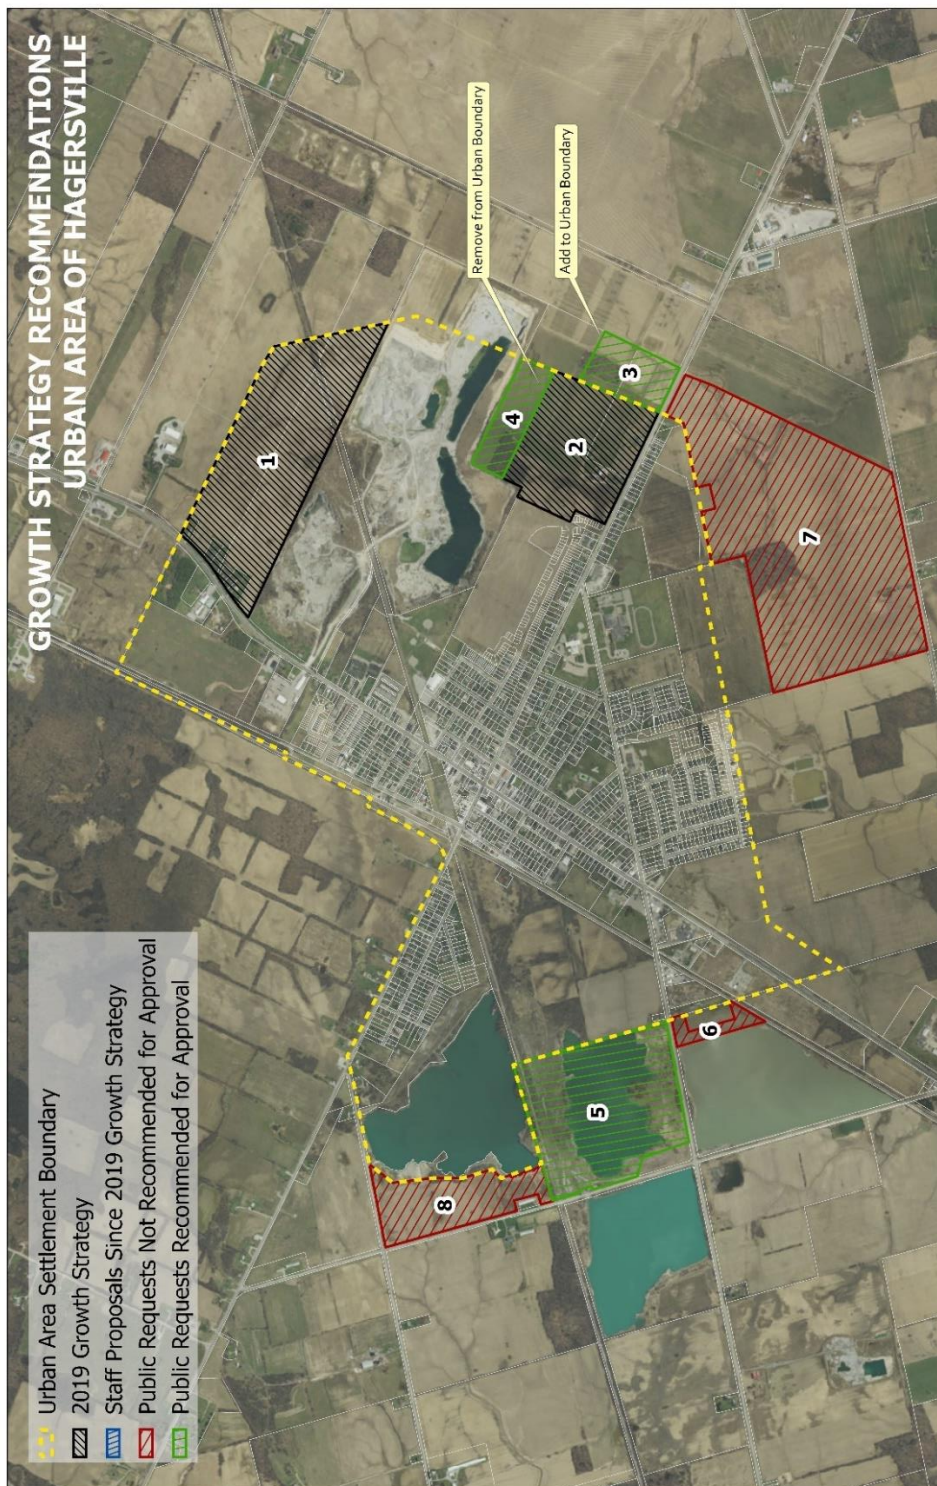 GROWTH STRATEGY RECOMMENDATIONS
URBAN AREA OF HAGERSVILLE
Urban Area Settlement Boundary
2019 Growth Strategy
Staff Proposals Since 2019 Growth Strategy
Public Requests Not Recommended for Approval
Public Requests Recommended for Approval
Remove from Urban Boundary
Add to Urban Boundary
1
2
3
4
5
6
7
8